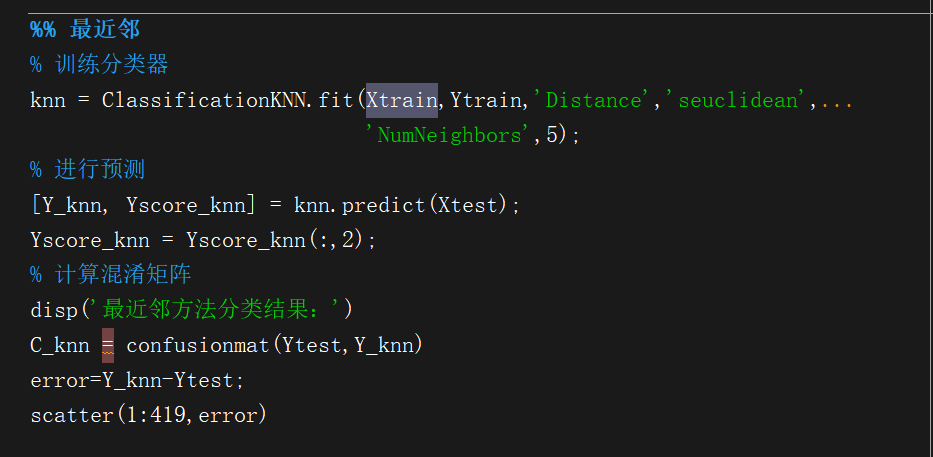 %% 最近邻
% 训练分类器
knn = ClassificationKNN.fit(Xtrain,Ytrain,'Distance','seuclidean',...
'NumNeighbors',5);
% 进行预测
[Y_knn, Yscore_knn] = knn.predict(Xtest);
Yscore_knn = Yscore_knn(:,2);
% 计算混淆矩阵
disp('最近邻方法分类结果：')
C_knn = confusionmat(Ytest,Y_knn)
error=Y_knn-Ytest;
scatter(1:419,error)